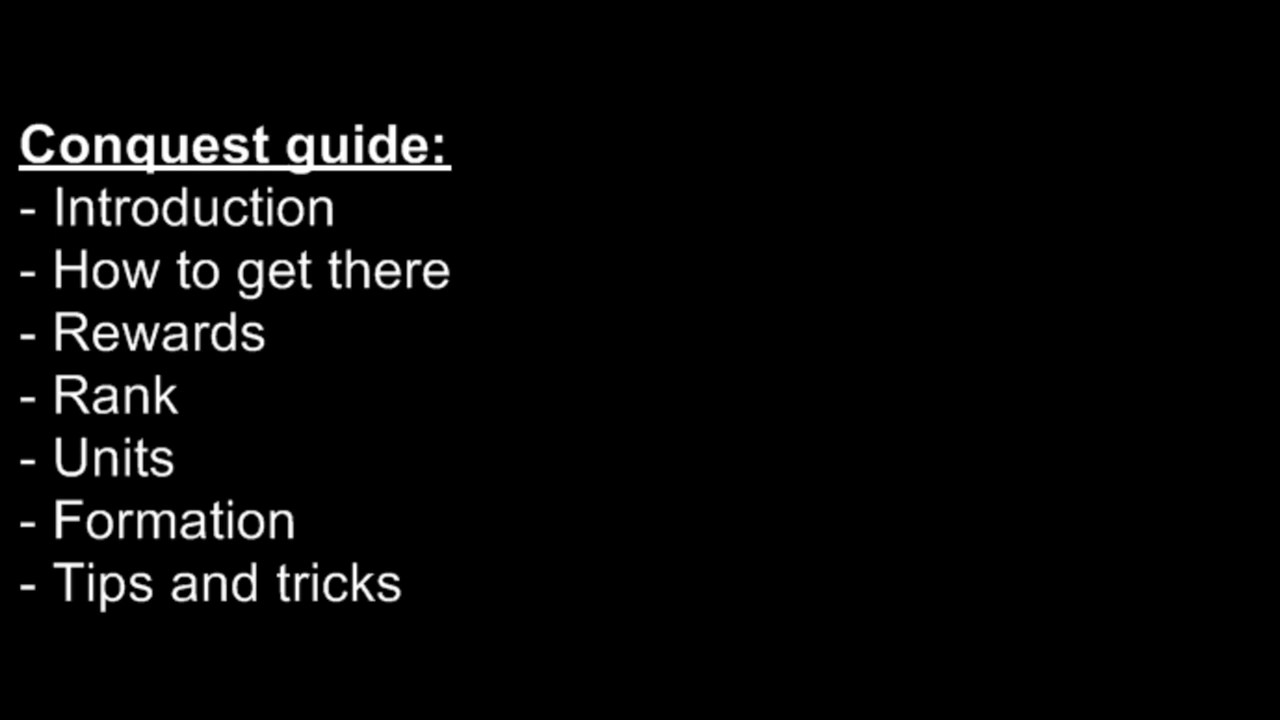 Conquest guide:
- Introduction
- How to get there
- Rewards
- Rank
- Units
- Formation
- Tips and tricks